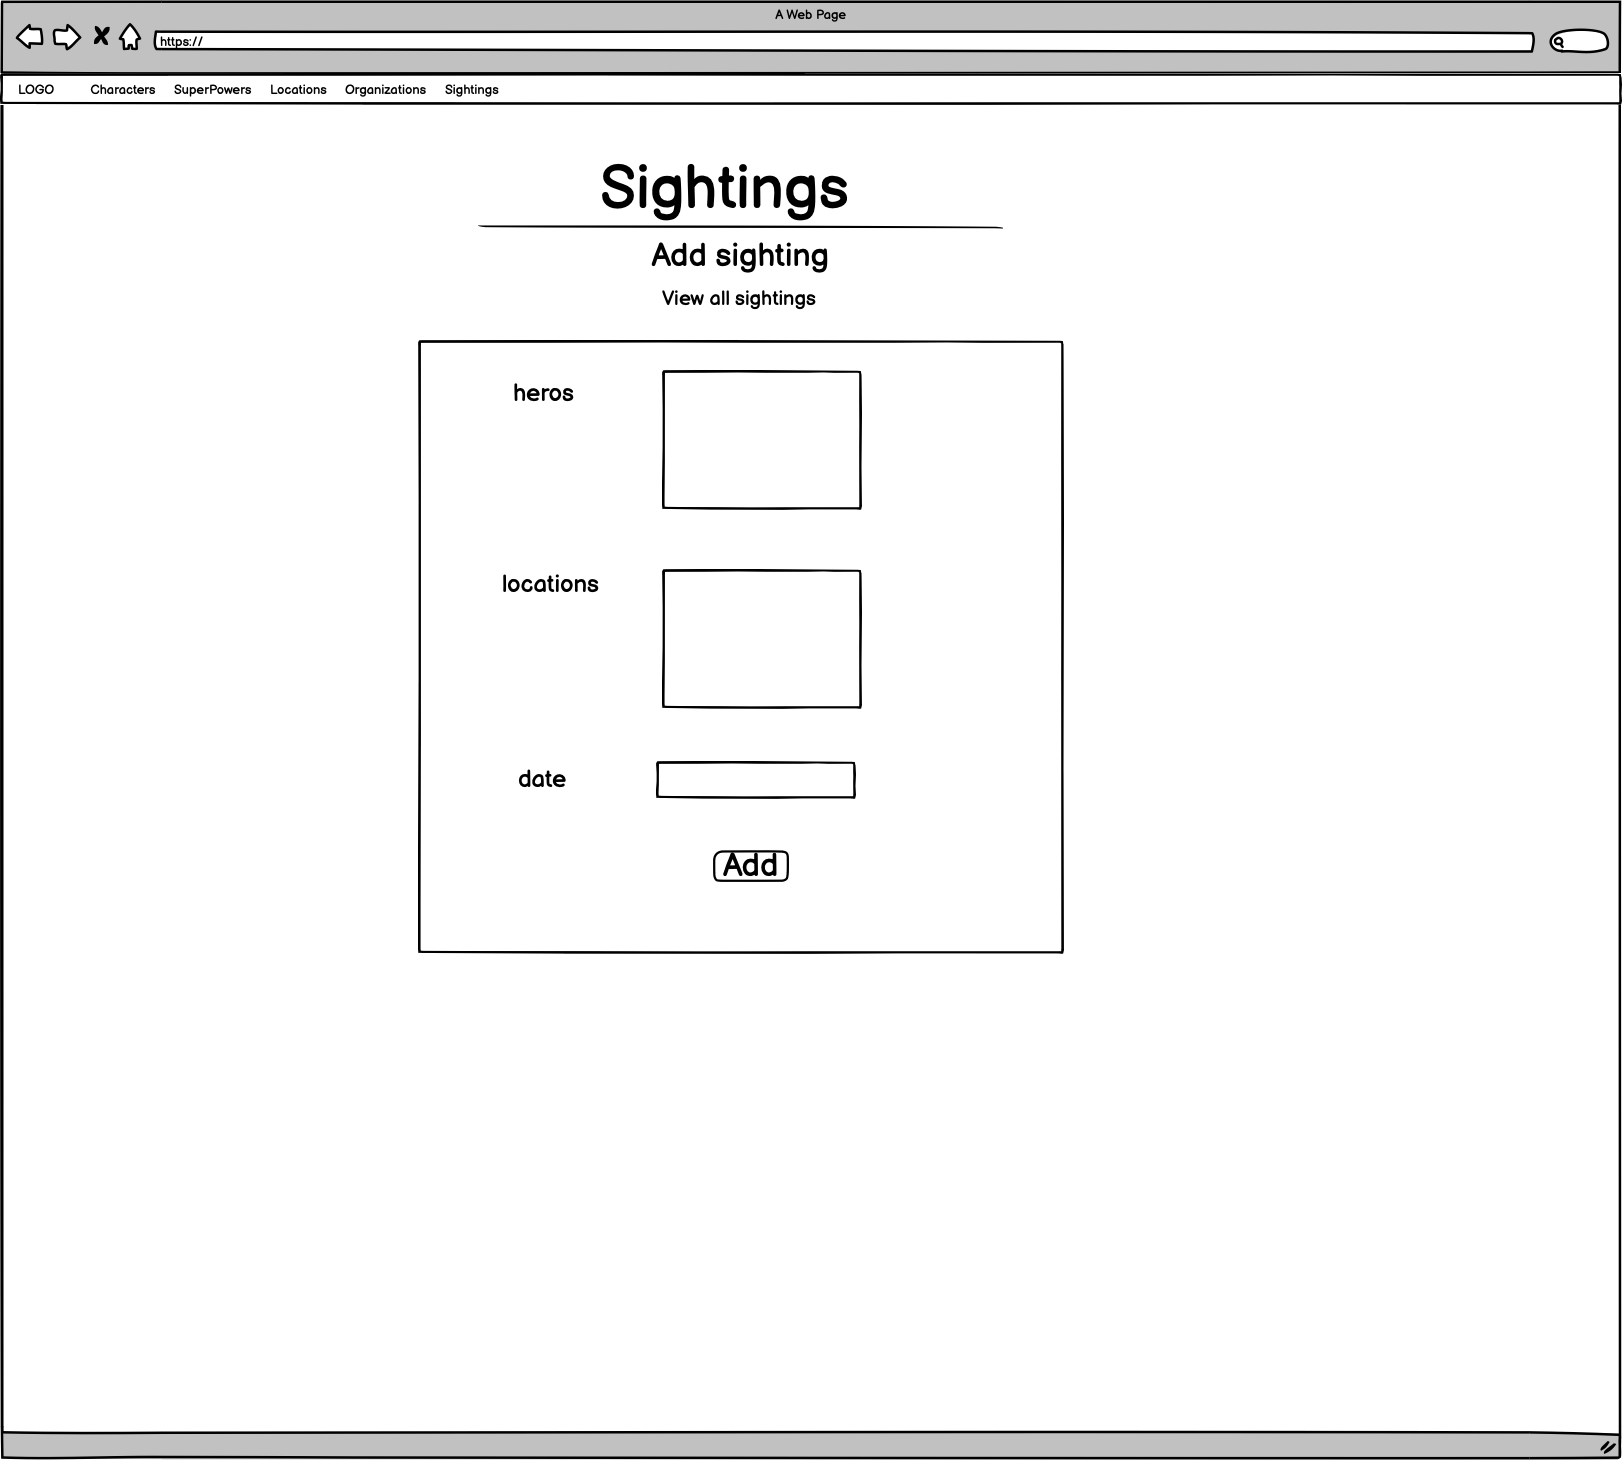 A Web Page
https://
LOGO Characters SuperPowers Locations Organizations Sightings
Sightings
Add sighting
View all sightings
heros
locations
date
Add